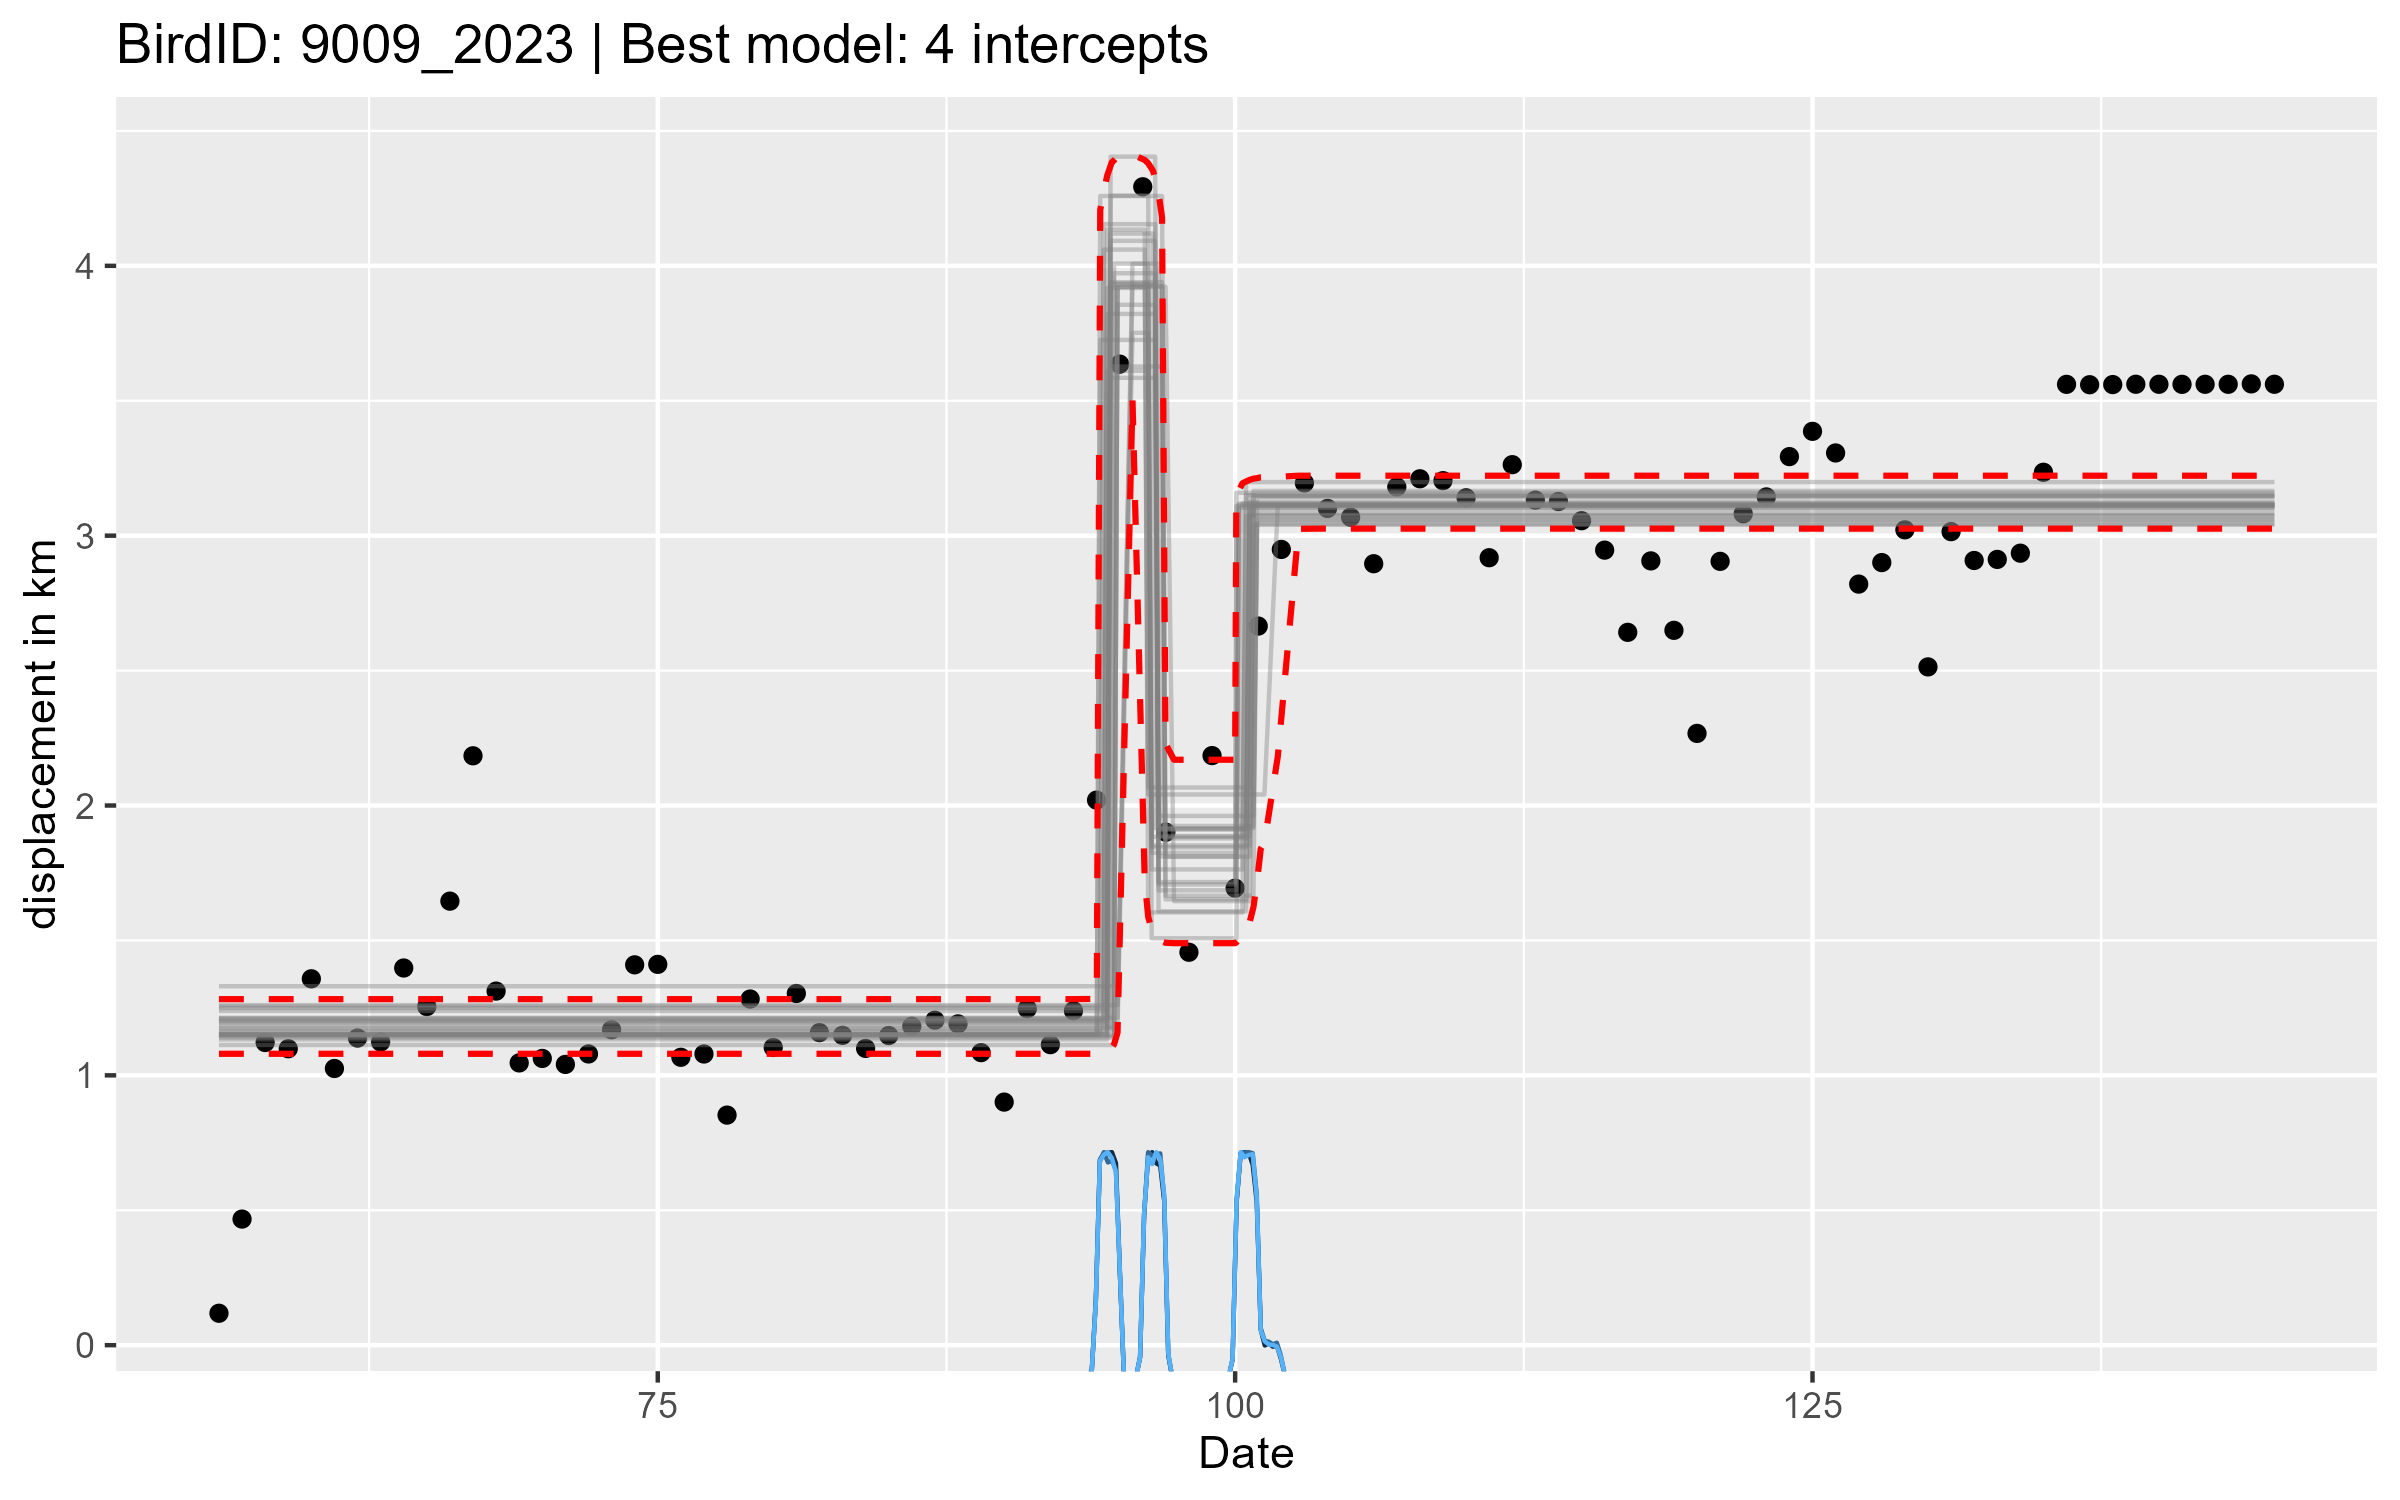 BirdID: 9009_2023 | Best model: 4 intercepts
displacement in km
4
3
2
1
0
75
100
125
Date